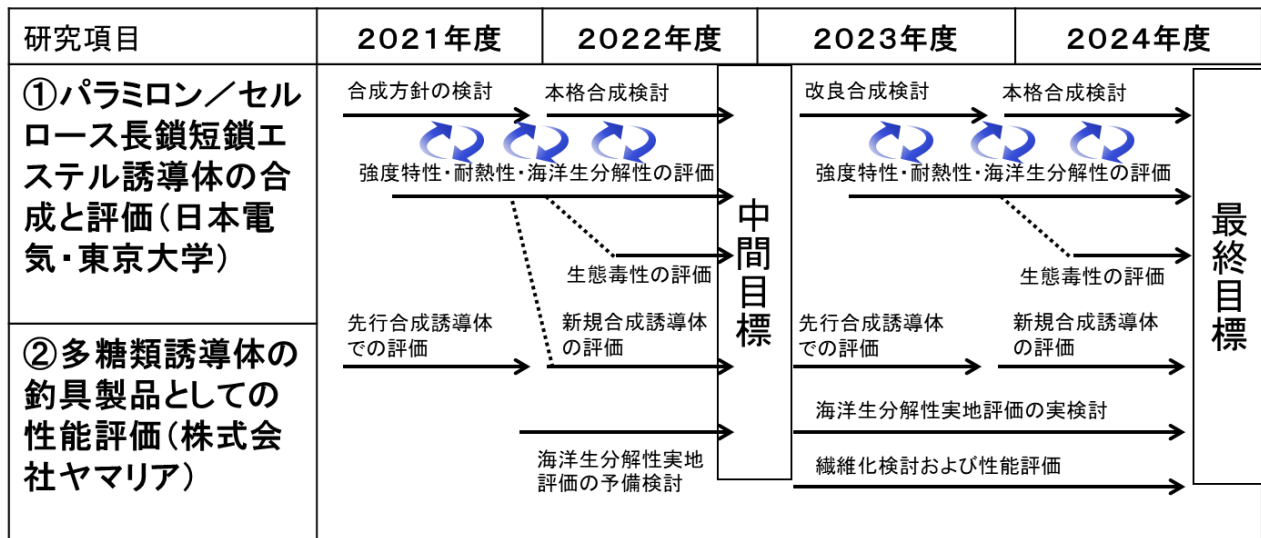 研究項目
2021年度
2022年度
2023年度
2024年度
①パラミロン／セル
ロース長鎖短鎖エ
ステル誘導体の合
成と評価（日本電
気・東京大学）
合成方針の検討
本格合成検討
強度特性・耐熱性・海洋生分解性の評価
生態毒性の評価
中間目標
改良合成検討
本格合成検討
強度特性・耐熱性・海洋生分解性の評価
生態毒性の評価
最終目標
②多糖類誘導体の
釣具製品としての
性能評価（株式会
社ヤマリア）
先行合成誘導体
での評価
新規合成誘導体
の評価
海洋生分解性実地
評価の予備検討
先行合成誘導体
での評価
新規合成誘導体
の評価
海洋生分解性実地評価の実検討
繊維化検討および性能評価